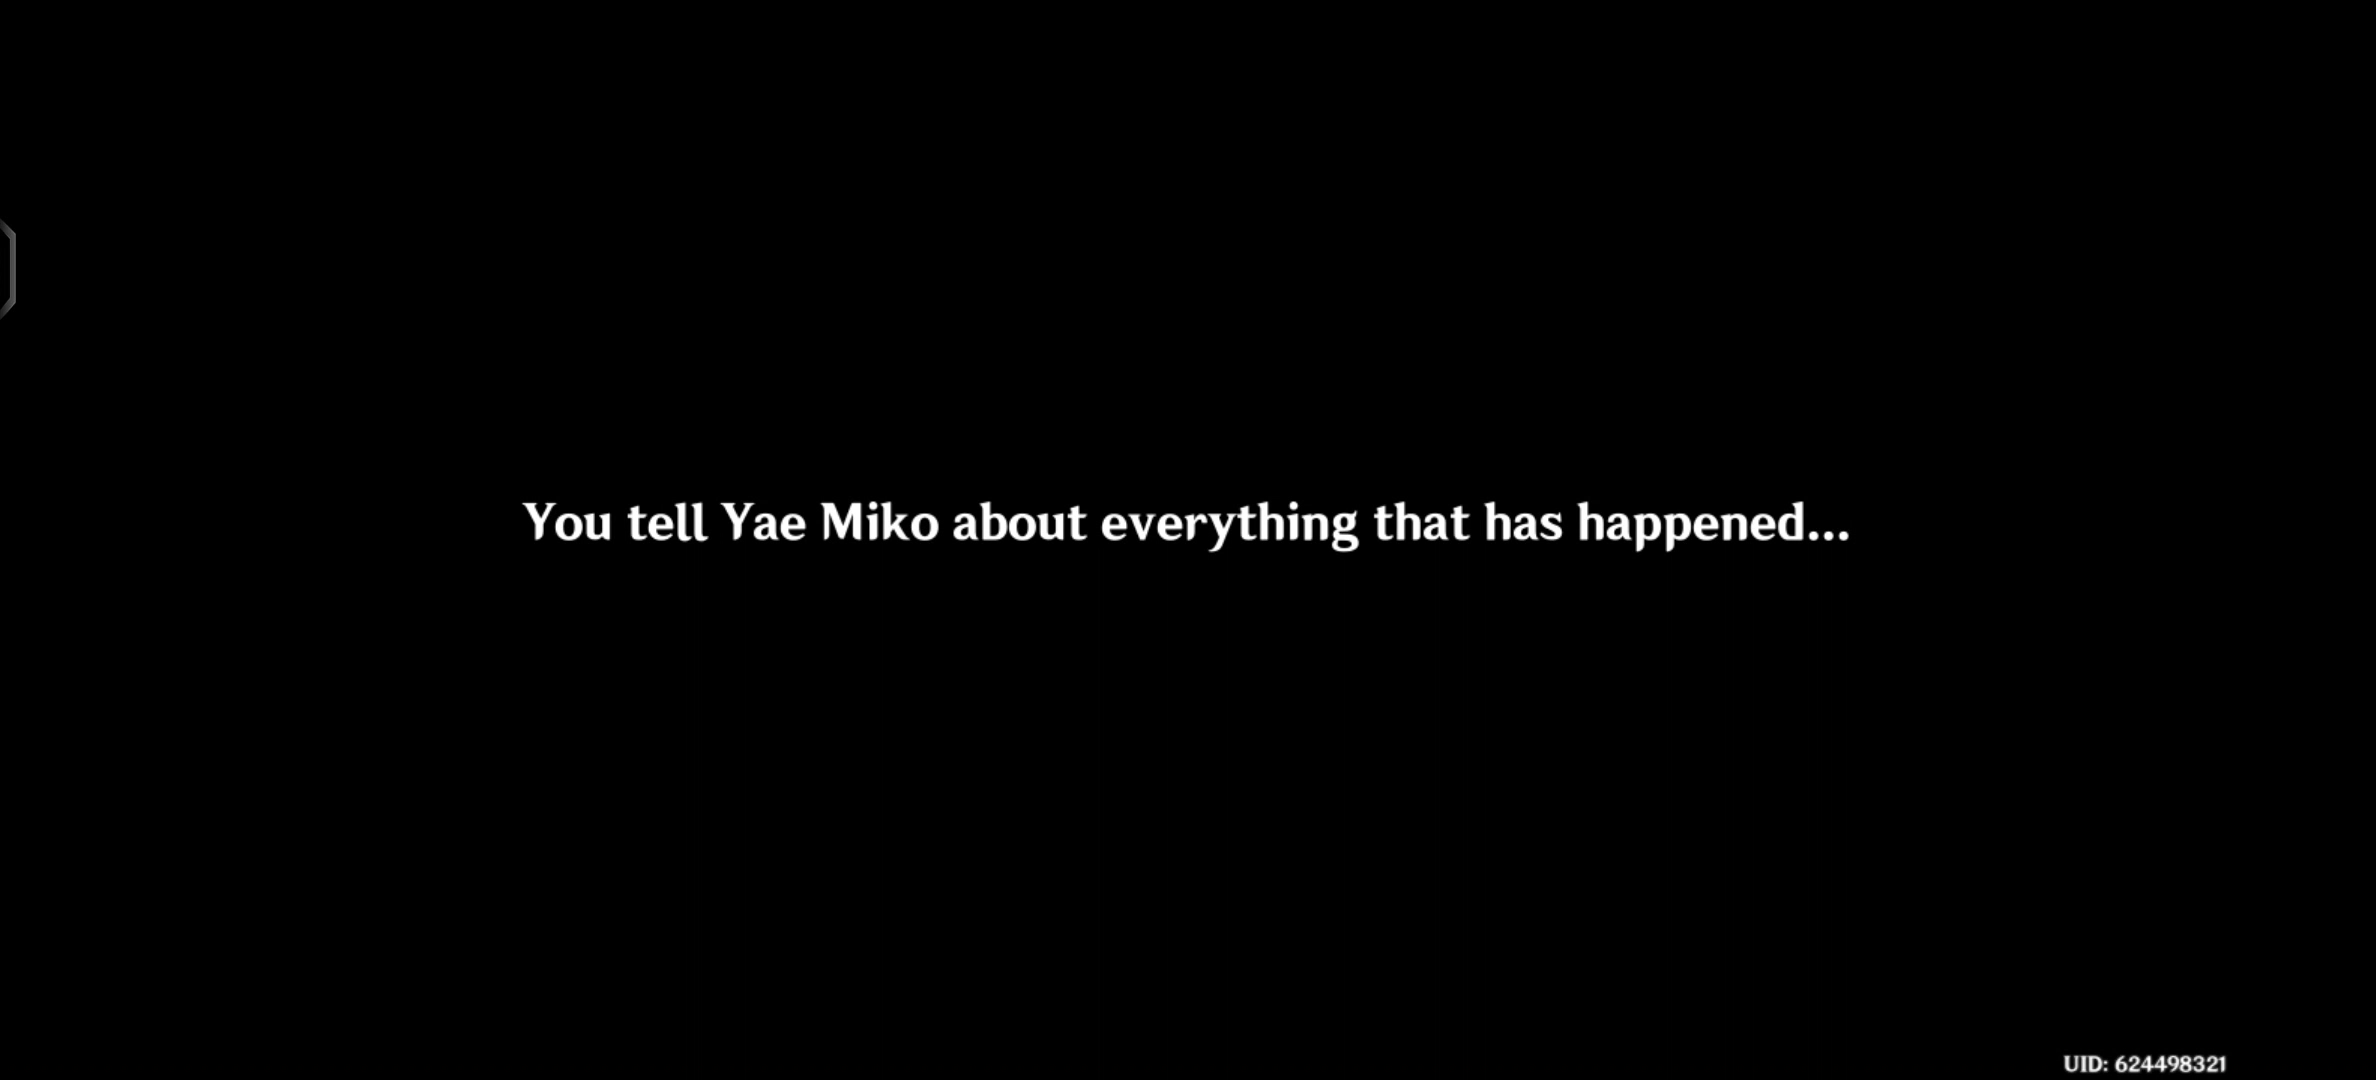 You tell Yae Miko about everything that has happened...
UID: 624498321